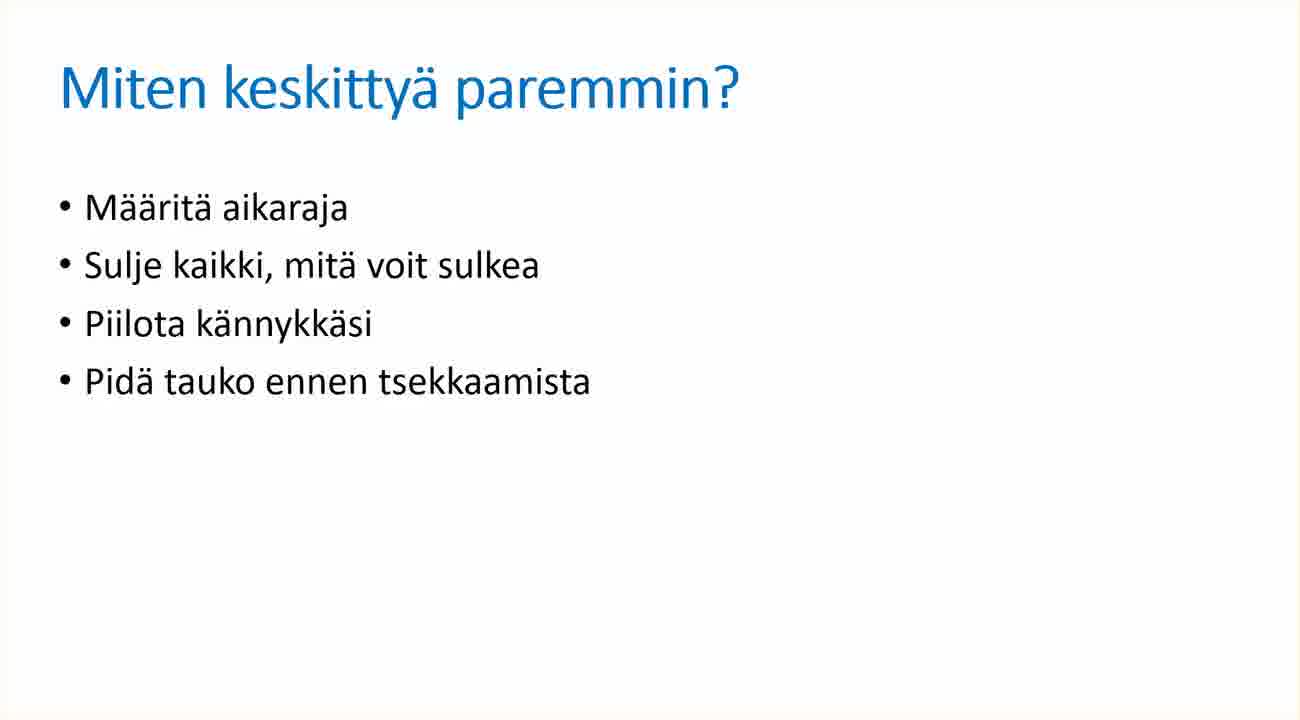 Miten keskittyä paremmin?
• Määritä aikaraja
• Sulje kaikki, mitä voit sulkea
• Piilota kännykkäsi
• Pidä tauko ennen tsekkaamista